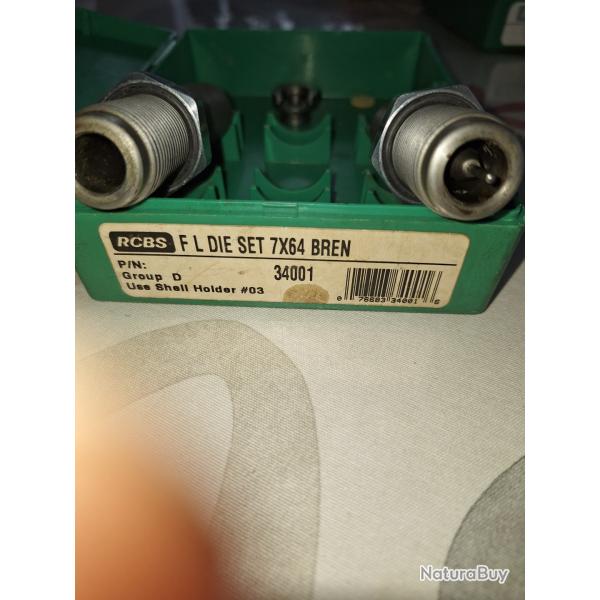 RCBS F L DIE SET 7X64 BREN
P/N: 34001
Group D
Use Shell Holder #03
0 76683 34001 6
NaturaBuy